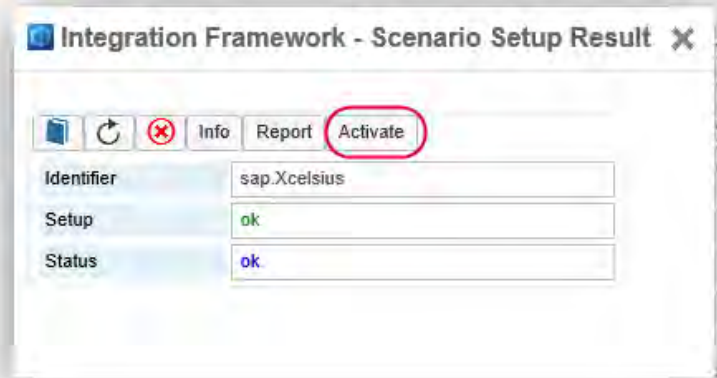 Integration Framework - Scenario Setup Result
Info Report Activate
Identifier sap.Xcelsius
Setup ok
Status ok